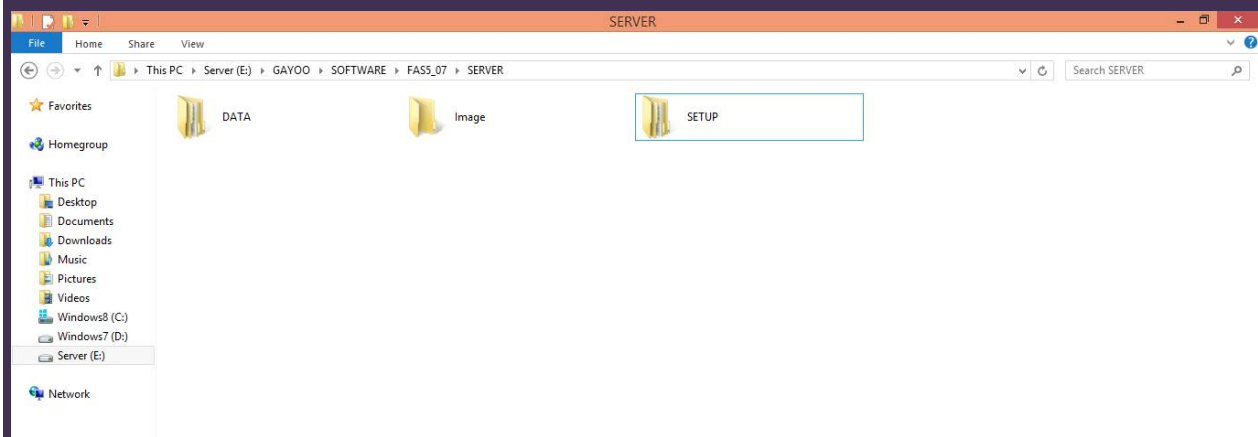 SERVER
File Home Share View
This PC Server (E:) GAYOO SOFTWARE FAS5_07 SERVER Search SERVER
Favorites
Homegroup
This PC
Desktop
Documents
Downloads
Music
Pictures
Videos
Windows8 (C:)
Windows7 (D:)
Server (E:)
Network
DATA Image SETUP